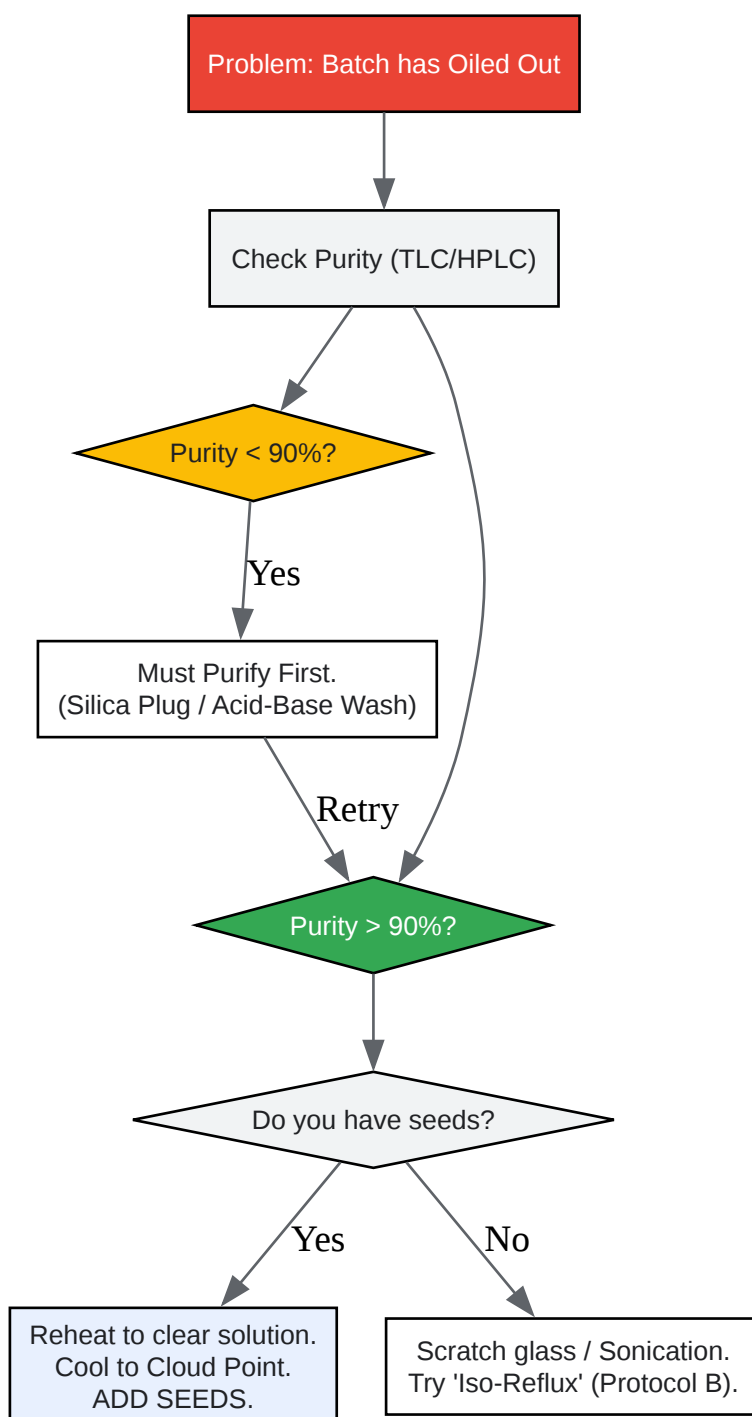 Problem: Batch has Oiled Out
Check Purity (TLC/HPLC)
Purity < 90%?
Yes
Must Purify First.
(Silica Plug / Acid-Base Wash)
Retry
Purity > 90%?
Do you have seeds?
Yes
No
Reheat to clear solution.
Cool to Cloud Point.
ADD SEEDS.
Scratch glass / Sonication.
Try 'Iso-Reflux' (Protocol B).